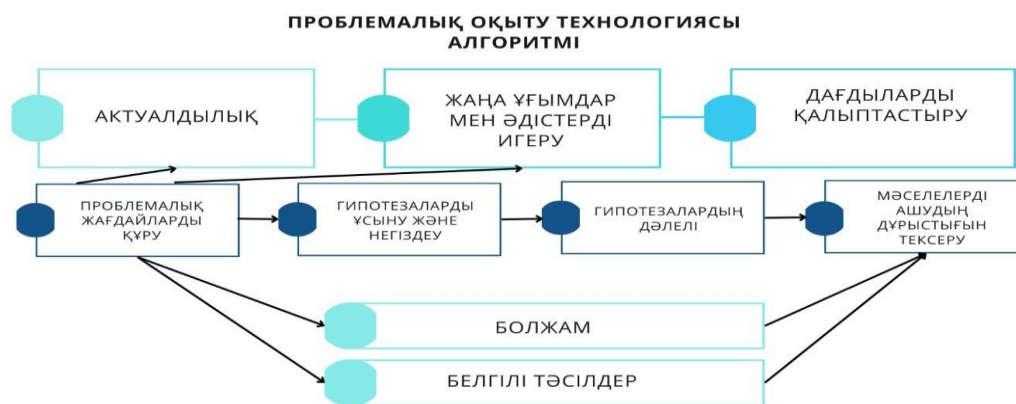 ПРОБЛЕМАЛЫҚ ОҚЫТУ ТЕХНОЛОГИЯСЫ
АЛГОРИТМІ
АКТУАЛДЫЛЫҚ
ЖАҢА ҰҒЫМДАР
МЕН ӘДІСТЕРДІ
ИГЕРУ
ДАҒДЫЛАРДЫ
ҚАЛЫПТАСТЫРУ
ПРОБЛЕМАЛЫҚ
ЖАҒДАЙЛАРДЫ
ҚҰРУ
ГИПОТЕЗАЛАРДЫ
ҰСЫНУ ЖӘНЕ
НЕГІЗДЕУ
ГИПОТЕЗАЛАРДЫҢ
ДӘЛЕЛІ
МӘСЕЛЕЛЕРДІ
АШУДЫҢ
ДҰРЫСТЫҒЫН
ТЕКСЕРУ
БОЛЖАМ
БЕЛГІЛІ ТӘСІЛДЕР